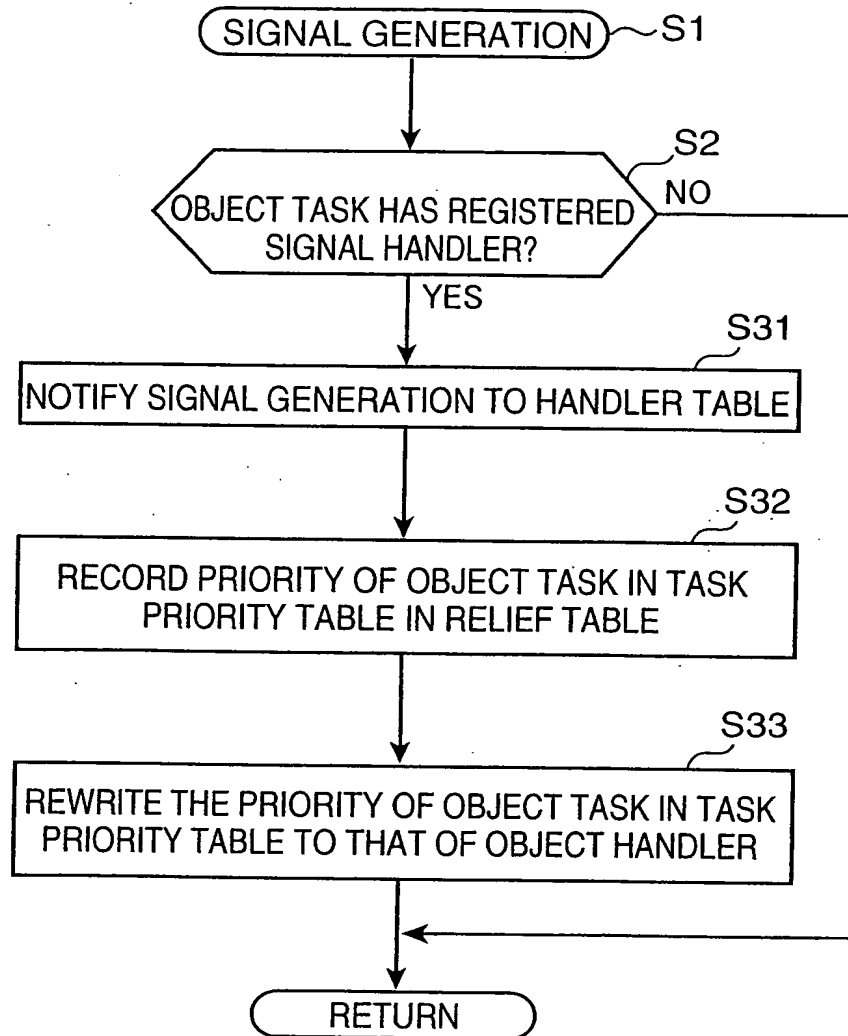 SIGNAL GENERATION
S1
S2
NO
OBJECT TASK HAS REGISTERED
SIGNAL HANDLER?
YES
S31
NOTIFY SIGNAL GENERATION TO HANDLER TABLE
S32
RECORD PRIORITY OF OBJECT TASK IN TASK
PRIORITY TABLE IN RELIEF TABLE
S33
REWRITE THE PRIORITY OF OBJECT TASK IN TASK
PRIORITY TABLE TO THAT OF OBJECT HANDLER
RETURN